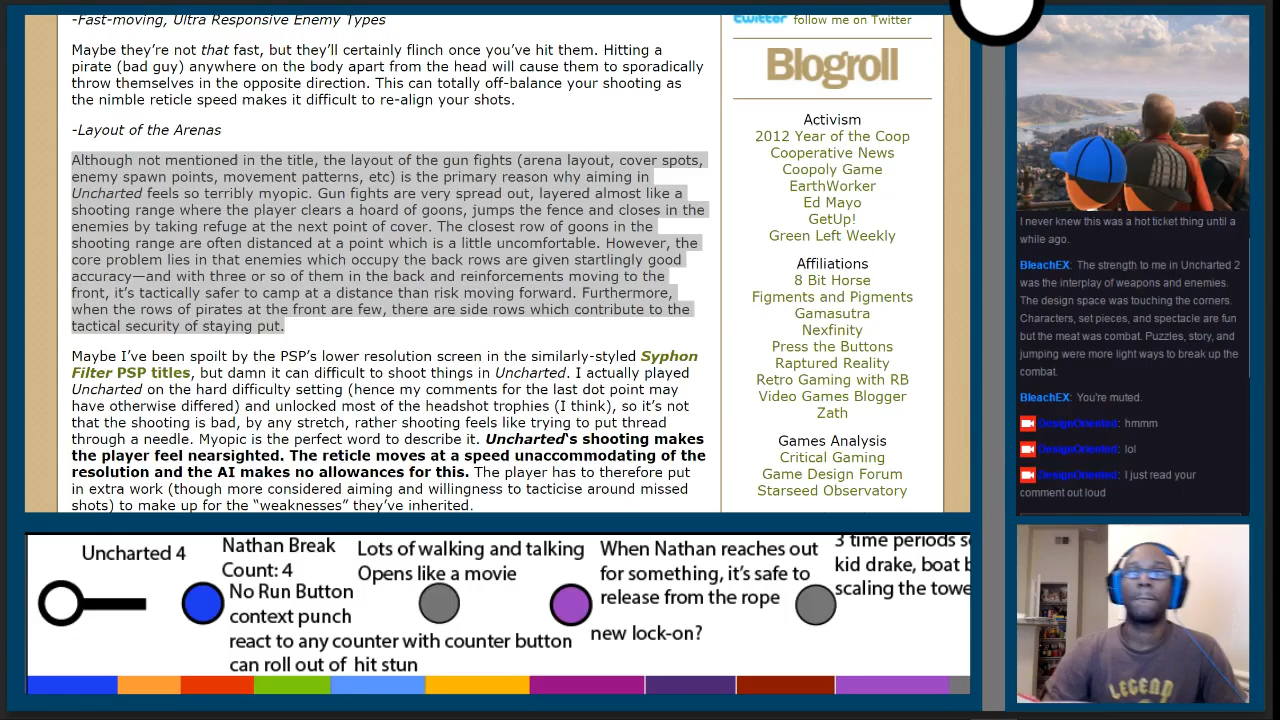 -Fast-moving, Ultra Responsive Enemy Types
Maybe they're not that fast, but they'll certainly flinch once you've hit them. Hitting a
pirate (bad guy) anywhere on the body apart from the head will cause them to sporadically
throw themselves in the opposite direction. This can totally off-balance your shooting as
the nimble reticle speed makes it difficult to re-align your shots.
-Layout of the Arenas
Although not mentioned in the title, the layout of the gun fights (arena layout, cover spots,
enemy spawn points, movement patterns, etc) is the primary reason why aiming in
Uncharted feels so terribly myopic. Gun fights are very spread out, layered almost like a
shooting range where the player clears a hoard of goons, jumps the fence and closes in the
enemies by taking refuge at the next point of cover. The closest row of goons in the
shooting range are often distanced at a point which is a little uncomfortable. However, the
core problem lies in that enemies which occupy the back rows are given startlingly good
accuracy—and with three or so of them in the back and reinforcements moving to the
front, it's tactically safer to camp at a distance than risk moving forward. Furthermore,
when the rows of pirates at the front are few, there are side rows which contribute to the
tactical security of staying put.
Maybe I've been spoilt by the PSP's lower resolution screen in the similarly-styled Syphon
Filter PSP titles, but damn it can difficult to shoot things in Uncharted. I actually played
Uncharted on the hard difficulty setting (hence my comments for the last dot point may
have otherwise differed) and unlocked most of the headshot trophies (I think), so it's not
that the shooting is bad, by any stretch, rather shooting feels like trying to put thread
through a needle. Myopic is the perfect word to describe it. Uncharted's shooting makes
the player feel nearsighted. The reticle moves at a speed unaccommodating of the
resolution and the AI makes no allowances for this. The player has to therefore put
in extra work (though more considered aiming and willingness to tacticise around missed
shots) to make up for the "weaknesses" they've inherited.
twitter follow me on Twitter
Blogroll
Activism
2012 Year of the Coop
Cooperative News
Coopoly Game
EarthWorker
Ed Mayo
GetUp!
Green Left Weekly
Affiliations
8 Bit Horse
Figments and Pigments
Gamasutra
Nexfinity
Press the Buttons
Raptured Reality
Retro Gaming with RB
Video Games Blogger
Zath
Games Analysis
Critical Gaming
Game Design Forum
Starseed Observatory
I never knew this was a hot ticket thing until a
while ago.
BleachEX: The strength to me in Uncharted 2
was the interplay of weapons and enemies.
The design space was touching the corners.
Characters, set pieces, and spectacle are fun
but the meat was combat. Puzzles, story, and
jumping were more light ways to break up the
combat.
BleachEX: You're muted.
DesignOriented: hmmm
DesignOriented: lol
DesignOriented: I just read your
comment out loud
Uncharted 4
Nathan Break
Count: 4
No Run Button
context punch
react to any counter with counter button
can roll out of hit stun
Lots of walking and talking
Opens like a movie
When Nathan reaches out
for something, it's safe to
release from the rope
new lock-on?
3 time periods s
kid drake, boat b
scaling the towe
LEGEND